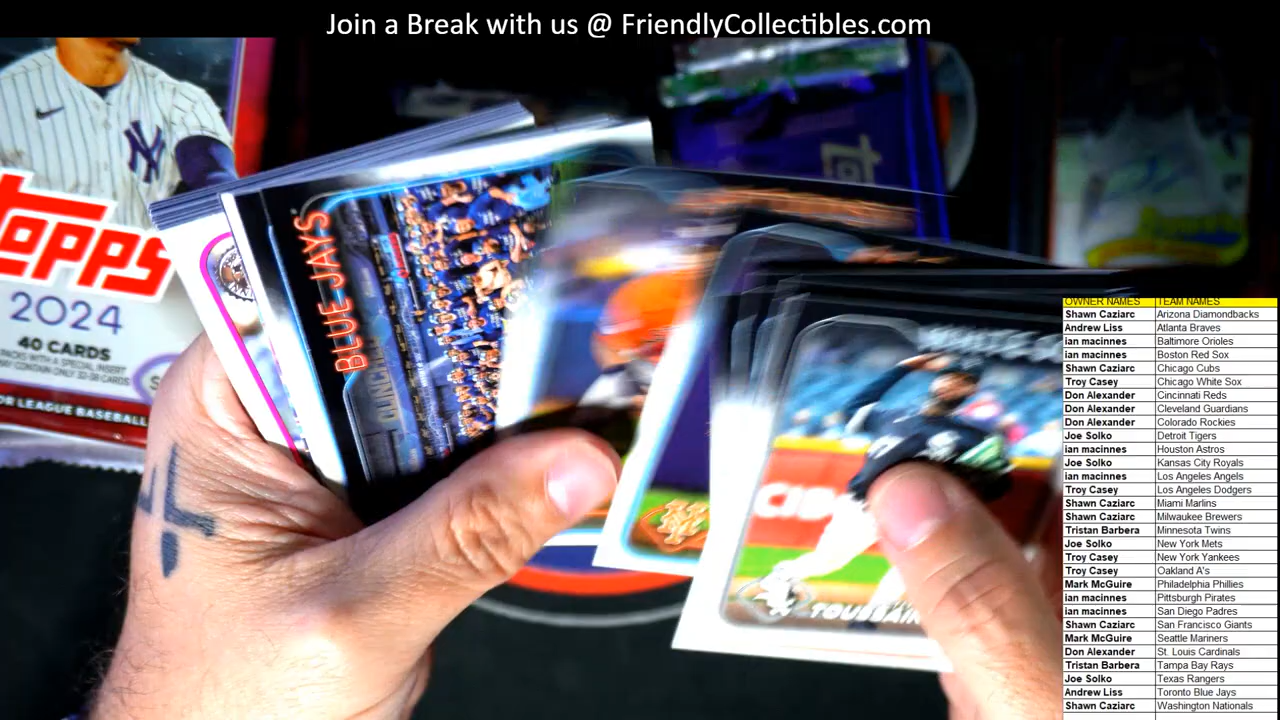 Join a Break with us @ FriendlyCollectibles.com
NY
topps
2024
40 CARDS
BLUE JAYS
TOUSSAIN
OWNER NAMES TEAM NAMES
Shawn Caziarc Arizona Diamondbacks
Andrew Liss Atlanta Braves
ian macinnes Baltimore Orioles
ian macinnes Boston Red Sox
Shawn Caziarc Chicago Cubs
Troy Casey Chicago White Sox
Don Alexander Cincinnati Reds
Don Alexander Cleveland Guardians
Don Alexander Colorado Rockies
Joe Solko Detroit Tigers
ian macinnes Houston Astros
Joe Solko Kansas City Royals
ian macinnes Los Angeles Angels
Troy Casey Los Angeles Dodgers
Shawn Caziarc Miami Marlins
Shawn Caziarc Milwaukee Brewers
Tristan Barbera Minnesota Twins
Joe Solko New York Mets
Troy Casey New York Yankees
Troy Casey Oakland A's
Mark McGuire Philadelphia Phillies
ian macinnes Pittsburgh Pirates
ian macinnes San Diego Padres
Shawn Caziarc San Francisco Giants
Mark McGuire Seattle Mariners
Don Alexander St. Louis Cardinals
Tristan Barbera Tampa Bay Rays
Joe Solko Texas Rangers
Andrew Liss Toronto Blue Jays
Shawn Caziarc Washington Nationals